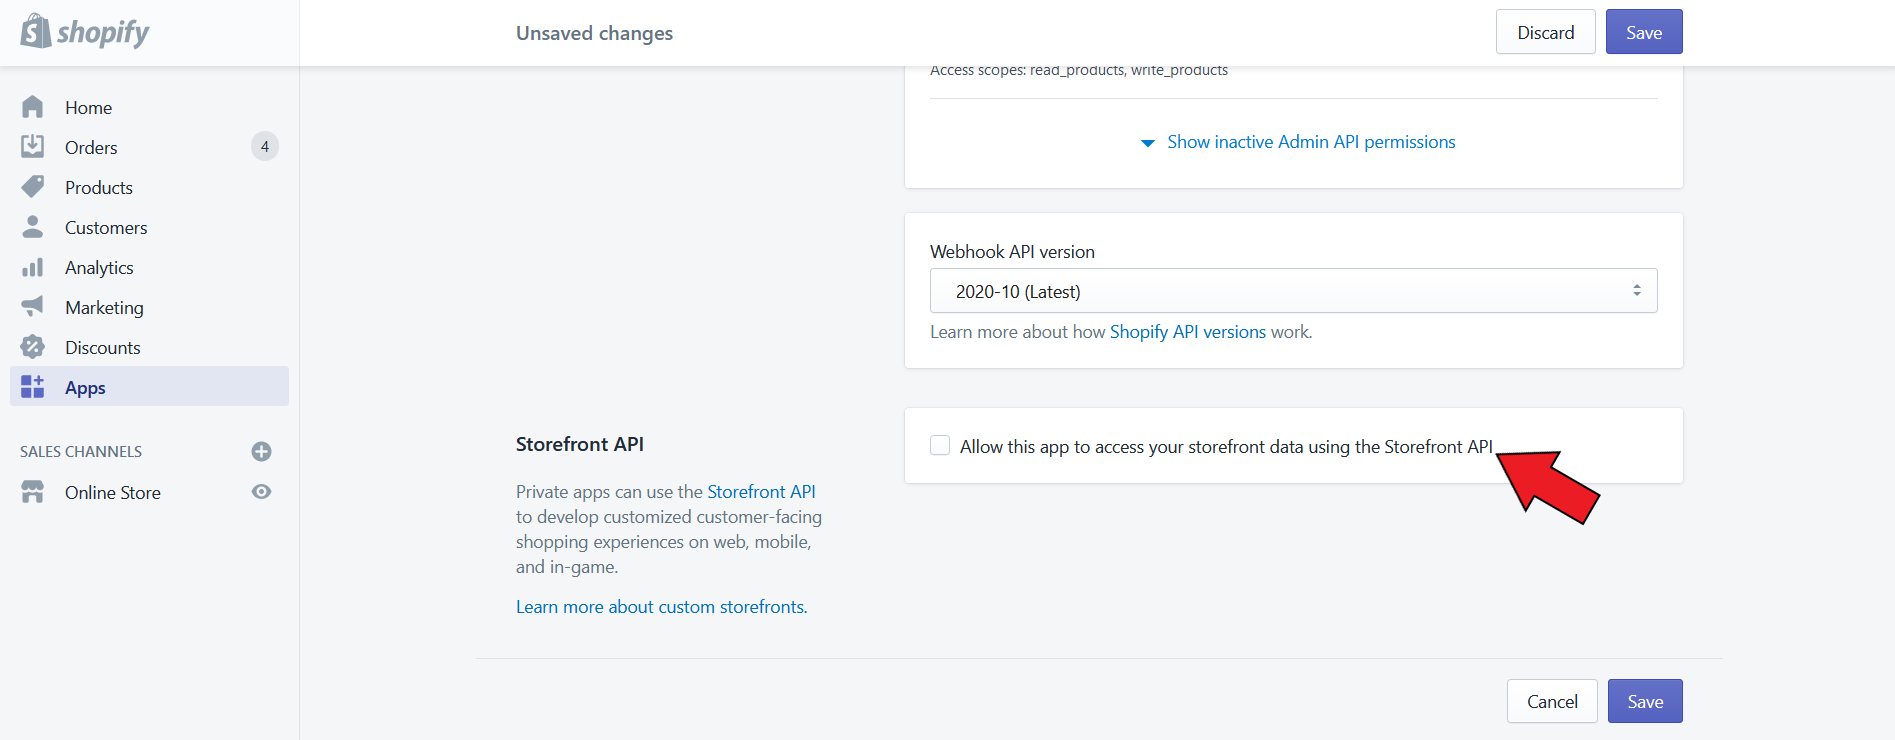 shopify
Unsaved changes
Discard
Save
Home
Orders
4
Products
Customers
Analytics
Marketing
Discounts
Apps
SALES CHANNELS
Online Store
Access scopes: read_products, write_products
Show inactive Admin API permissions
Webhook API version
2020-10 (Latest)
Learn more about how Shopify API versions work.
Storefront API
Private apps can use the Storefront API
to develop customized customer-facing
shopping experiences on web, mobile,
and in-game.
Learn more about custom storefronts.
Allow this app to access your storefront data using the Storefront API
Cancel
Save